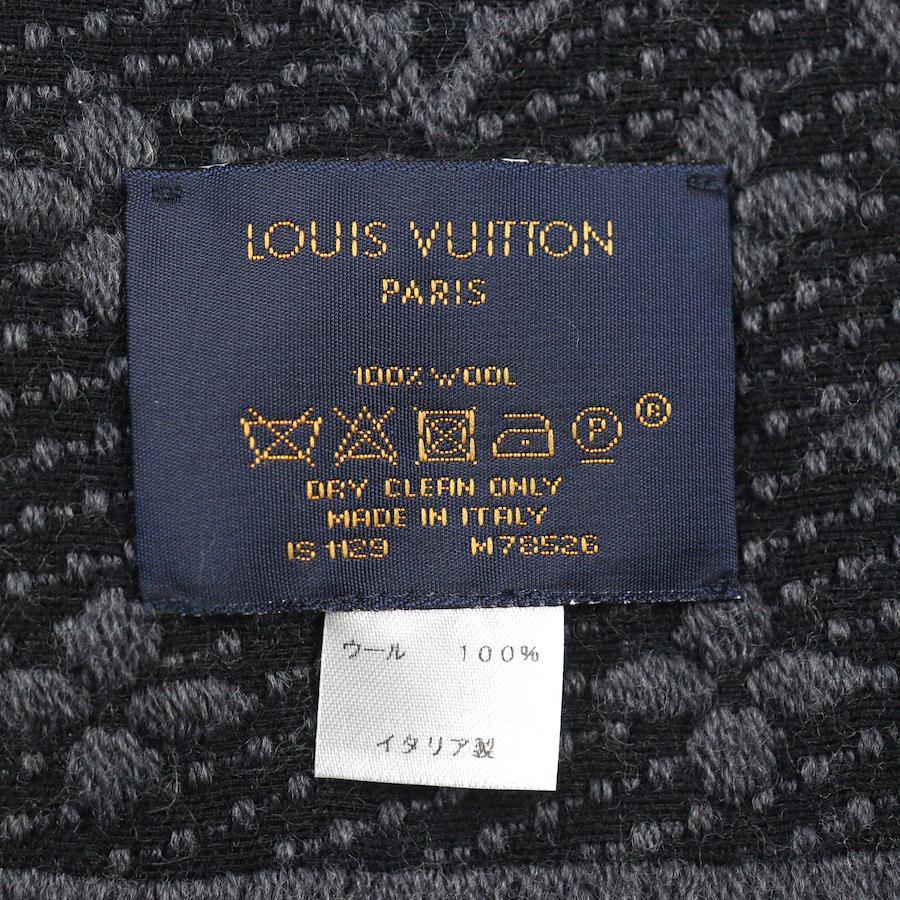 LOUIS VUITTON
PARIS
100% WOOL
P ®
DRY CLEAN ONLY
MADE IN ITALY
IS 1129 M78526
ウール 100%
イタリア製